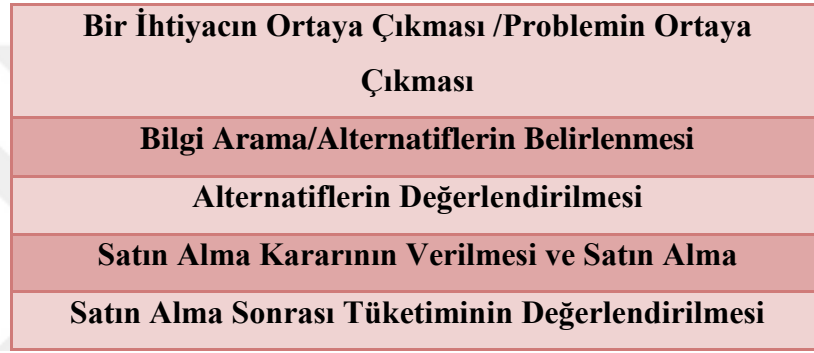 Bir İhtiyacın Ortaya Çıkması /Problemin Ortaya
Çıkması
Bilgi Arama/Alternatiflerin Belirlenmesi
Alternatiflerin Değerlendirilmesi
Satın Alma Kararının Verilmesi ve Satın Alma
Satın Alma Sonrası Tüketiminin Değerlendirilmesi